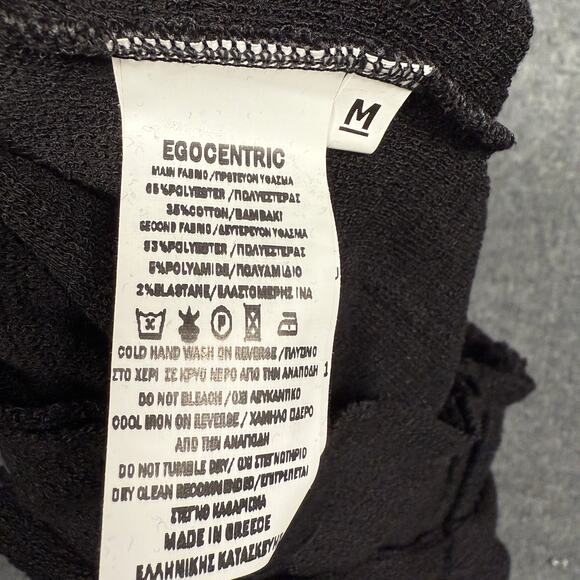 M
EGOCENTRIC
MAIN FABRIC/ΠΡΩΤΕΥΟΝ ΥΦΑΣΜΑ
65%POLYESTER/ΠΟΛΥΕΣΤΕΡΑΣ
35%COTTON/ΒΑΜΒΑΚΙ
SECOND FABRIC/ΔΕΥΤΕΡΕΥΟΝ ΥΦΑΣΜΑ
93%POLYESTER/ΠΟΛΥΕΣΤΕΡΑΣ
5%POLYAMIDE/ΠΟΛΥΑΜΙΔΙΟ
2%ELASTANE/ΕΛΑΣΤΟΜΕΡΗΣ ΙΝΑ
P
COLD HAND WASH ON REVERSE/ΠΛΥΣΙΜΟ
ΣΤΟ ΧΕΡΙ ΣΕ ΚΡΥΟ ΝΕΡΟ ΑΠΟ ΤΗΝ ΑΝΑΠΟΔΗ
DO NOT BLEACH/ΟΧΙ ΛΕΥΚΑΝΤΙΚΟ
COOL IRON ON REVERSE/ΧΑΜΗΛΟ ΣΙΔΕΡΟ
ΑΠΟ ΤΗΝ ΑΝΑΠΟΔΗ
DO NOT TUMBLE DRY/ΟΧΙ ΣΤΕΓΝΩΤΗΡΙΟ
DRY CLEAN RECOMMENDED/ΕΠΙΤΡΕΠΕΤΑΙ
ΣΤΕΓΝΟ ΚΑΘΑΡΙΣΜΑ
MADE IN GREECE
ΕΛΛΗΝΙΚΗΣ ΚΑΤΑΣΚΕΥΗΣ